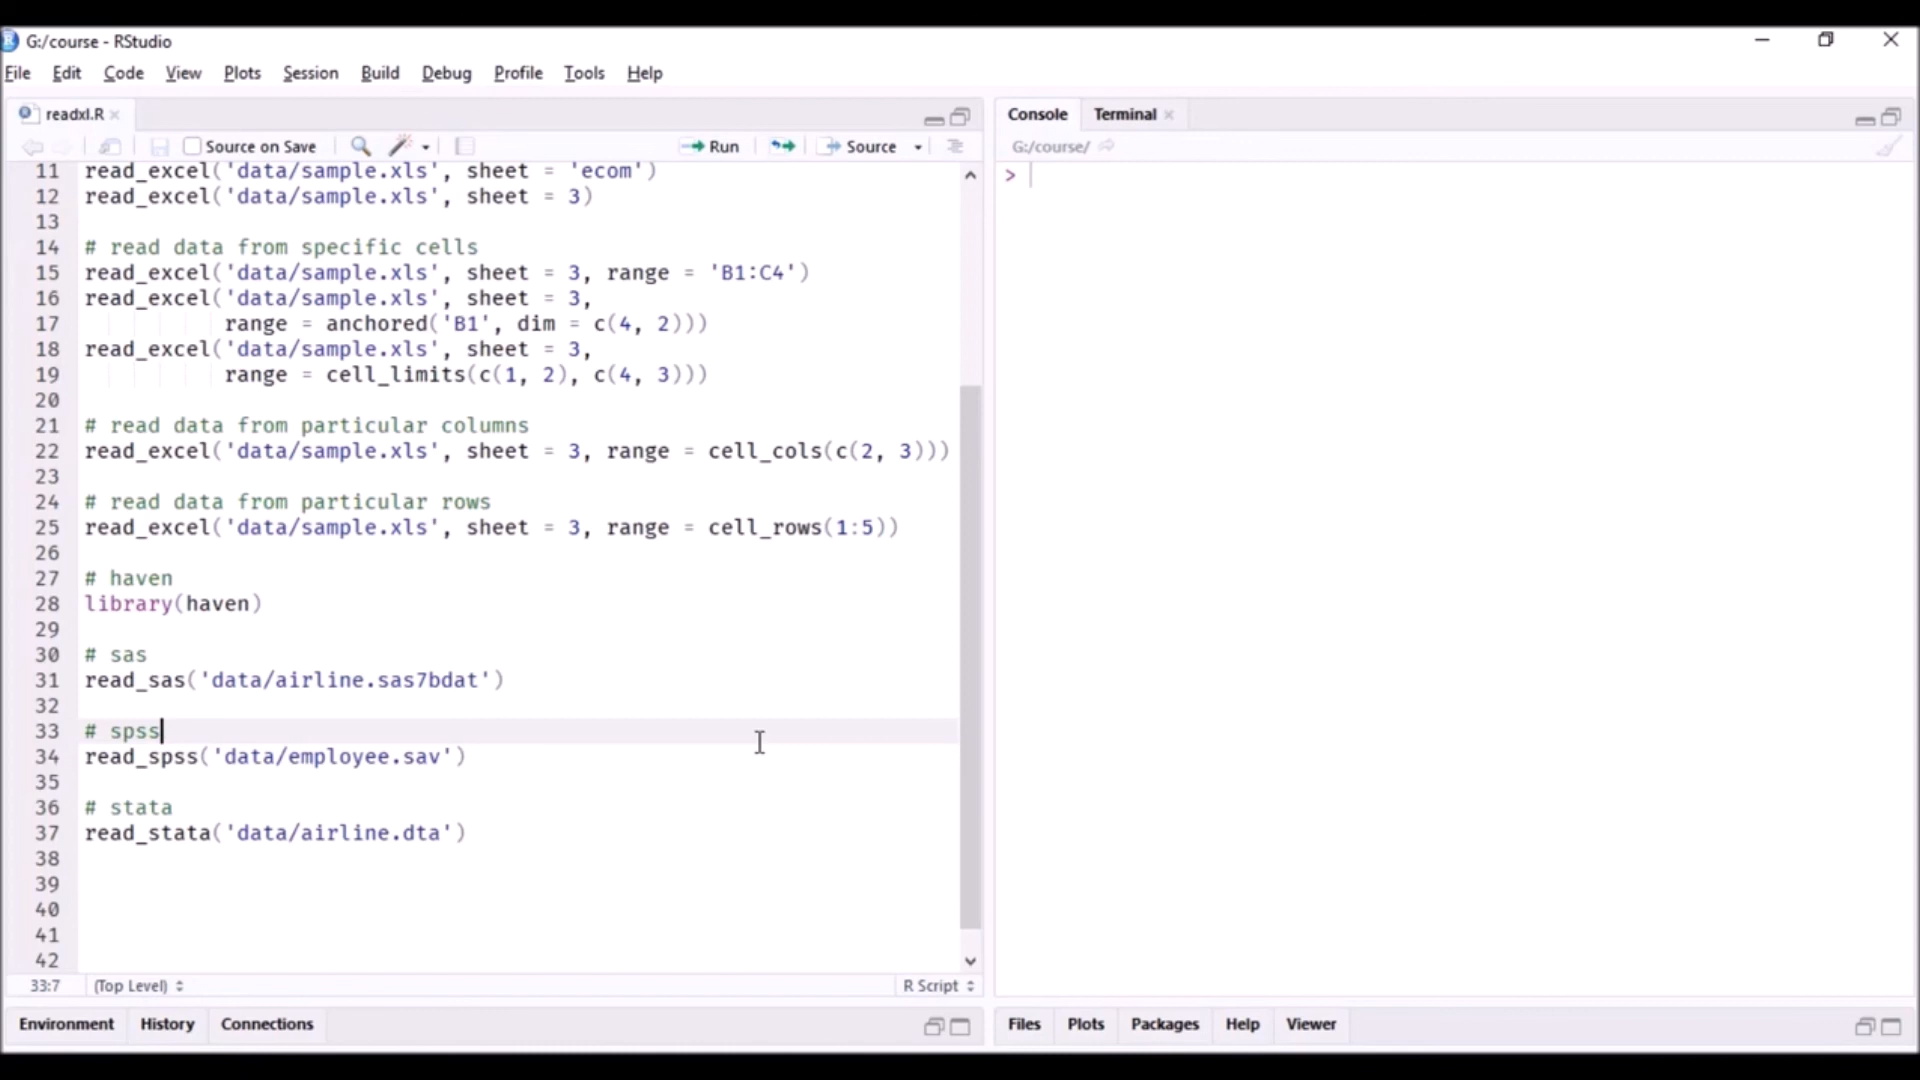 G:/course - RStudio
File Edit Code View Plots Session Build Debug Profile Tools Help
readxl.R
Source on Save Run Source
11 read_excel('data/sample.xls', sheet = 'ecom')
12 read_excel('data/sample.xls', sheet = 3)
13
14 # read data from specific cells
15 read_excel('data/sample.xls', sheet = 3, range = 'B1:C4')
16 read_excel('data/sample.xls', sheet = 3,
17 range = anchored('B1', dim = c(4, 2)))
18 read_excel('data/sample.xls', sheet = 3,
19 range = cell_limits(c(1, 2), c(4, 3)))
20
21 # read data from particular columns
22 read_excel('data/sample.xls', sheet = 3, range = cell_cols(c(2, 3)))
23
24 # read data from particular rows
25 read_excel('data/sample.xls', sheet = 3, range = cell_rows(1:5))
26
27 # haven
28 library(haven)
29
30 # sas
31 read_sas('data/airline.sas7bdat')
32
33 # spss
34 read_spss('data/employee.sav')
35
36 # stata
37 read_stata('data/airline.dta')
38
39
40
41
42
33:7 (Top Level) R Script
Environment History Connections
Console Terminal
G:/course/
>
Files Plots Packages Help Viewer